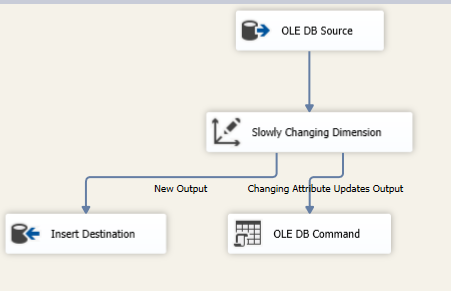 OLE DB Source
Slowly Changing Dimension
New Output
Changing Attribute Updates Output
Insert Destination
OLE DB Command